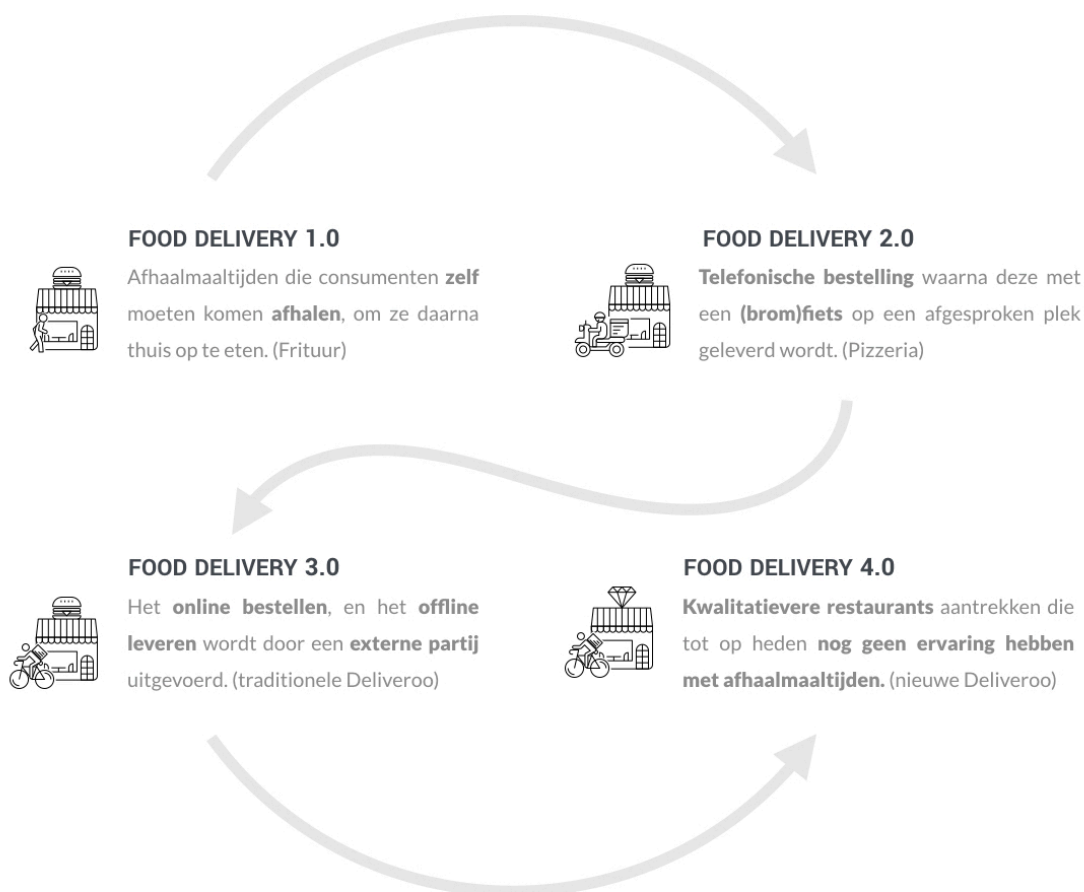 FOOD DELIVERY 1.0
Afhaalmaaltijden die consumenten zelf
moeten komen afhalen, om ze daarna
thuis op te eten. (Frituur)
FOOD DELIVERY 2.0
Telefonische bestelling waarna deze met
een (brom)fiets op een afgesproken plek
geleverd wordt. (Pizzeria)
FOOD DELIVERY 3.0
Het online bestellen, en het offline
leveren wordt door een externe partij
uitgevoerd. (traditionele Deliveroo)
FOOD DELIVERY 4.0
Kwalitatievere restaurants aantrekken die
tot op heden nog geen ervaring hebben
met afhaalmaaltijden. (nieuwe Deliveroo)